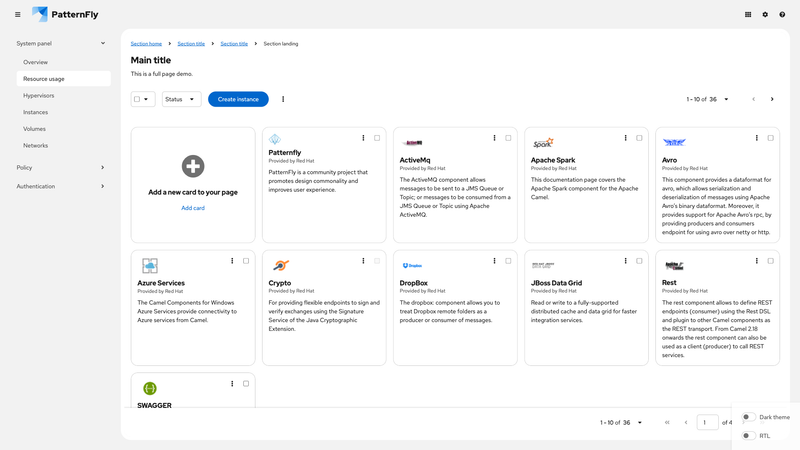 PatternFly
System panel
Overview
Resource usage
Hypervisors
Instances
Volumes
Networks
Policy
Authentication
Section home
Section title
Section title
Section landing
Main title
This is a full page demo.
Status
Create instance
1 - 10 of 36
Add a new card to your page
Add card
Patternfly
Provided by Red Hat
PatternFly is a community project that
promotes design commonality and
improves user experience.
ActiveMQ
ActiveMq
Provided by Red Hat
The ActiveMQ component allows
messages to be sent to a JMS Queue or
Topic; or messages to be consumed from a
JMS Queue or Topic using Apache
ActiveMQ.
Spark
Apache Spark
Provided by Red Hat
This documentation page covers the
Apache Spark component for the Apache
Camel.
Avro
Provided by Red Hat
This component provides a dataformat for
avro, which allows serialization and
deserialization of messages using Apache
Avro's binary dataformat. Moreover, it
provides support for Apache Avro's rpc, by
providing producers and consumers
endpoint for using avro over netty or http.
Azure Services
Provided by Red Hat
The Camel Components for Windows
Azure Services provide connectivity to
Azure services from Camel.
Crypto
Provided by Red Hat
For providing flexible endpoints to sign and
verify exchanges using the Signature
Service of the Java Cryptographic
Extension.
Dropbox
DropBox
Provided by Red Hat
The dropbox: component allows you to
treat Dropbox remote folders as a
producer or consumer of messages.
JBoss Data Grid
Provided by Red Hat
Read or write to a fully-supported
distributed cache and data grid for faster
integration services.
Rest
Provided by Red Hat
The rest component allows to define REST
endpoints (consumer) using the Rest DSL
and plugin to other Camel components as
the REST transport. From Camel 2.18
onwards the rest component can also be
used as a client (producer) to call REST
services.
SWAGGER
1 - 10 of 36
1
of 4
Dark theme
RTL